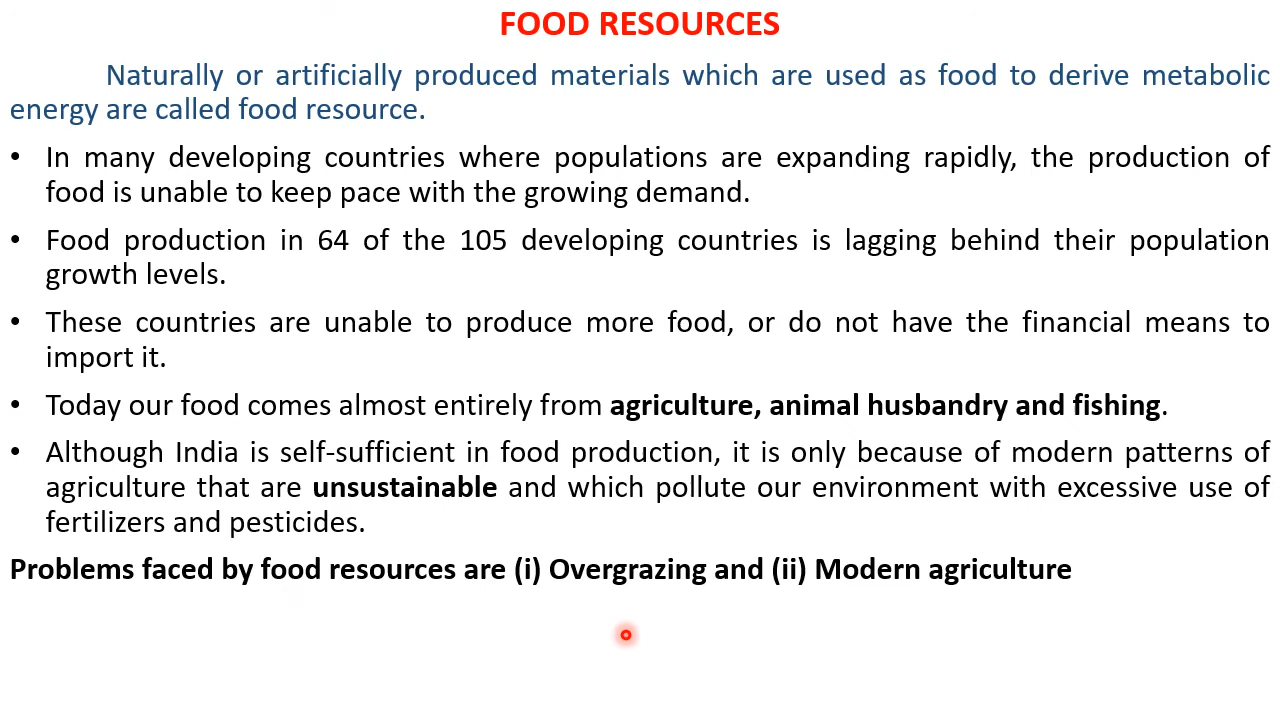 FOOD RESOURCES
Naturally or artificially produced materials which are used as food to derive metabolic
energy are called food resource.
• In many developing countries where populations are expanding rapidly, the production of
food is unable to keep pace with the growing demand.
• Food production in 64 of the 105 developing countries is lagging behind their population
growth levels.
• These countries are unable to produce more food, or do not have the financial means to
import it.
• Today our food comes almost entirely from agriculture, animal husbandry and fishing.
• Although India is self-sufficient in food production, it is only because of modern patterns of
agriculture that are unsustainable and which pollute our environment with excessive use of
fertilizers and pesticides.
Problems faced by food resources are (i) Overgrazing and (ii) Modern agriculture